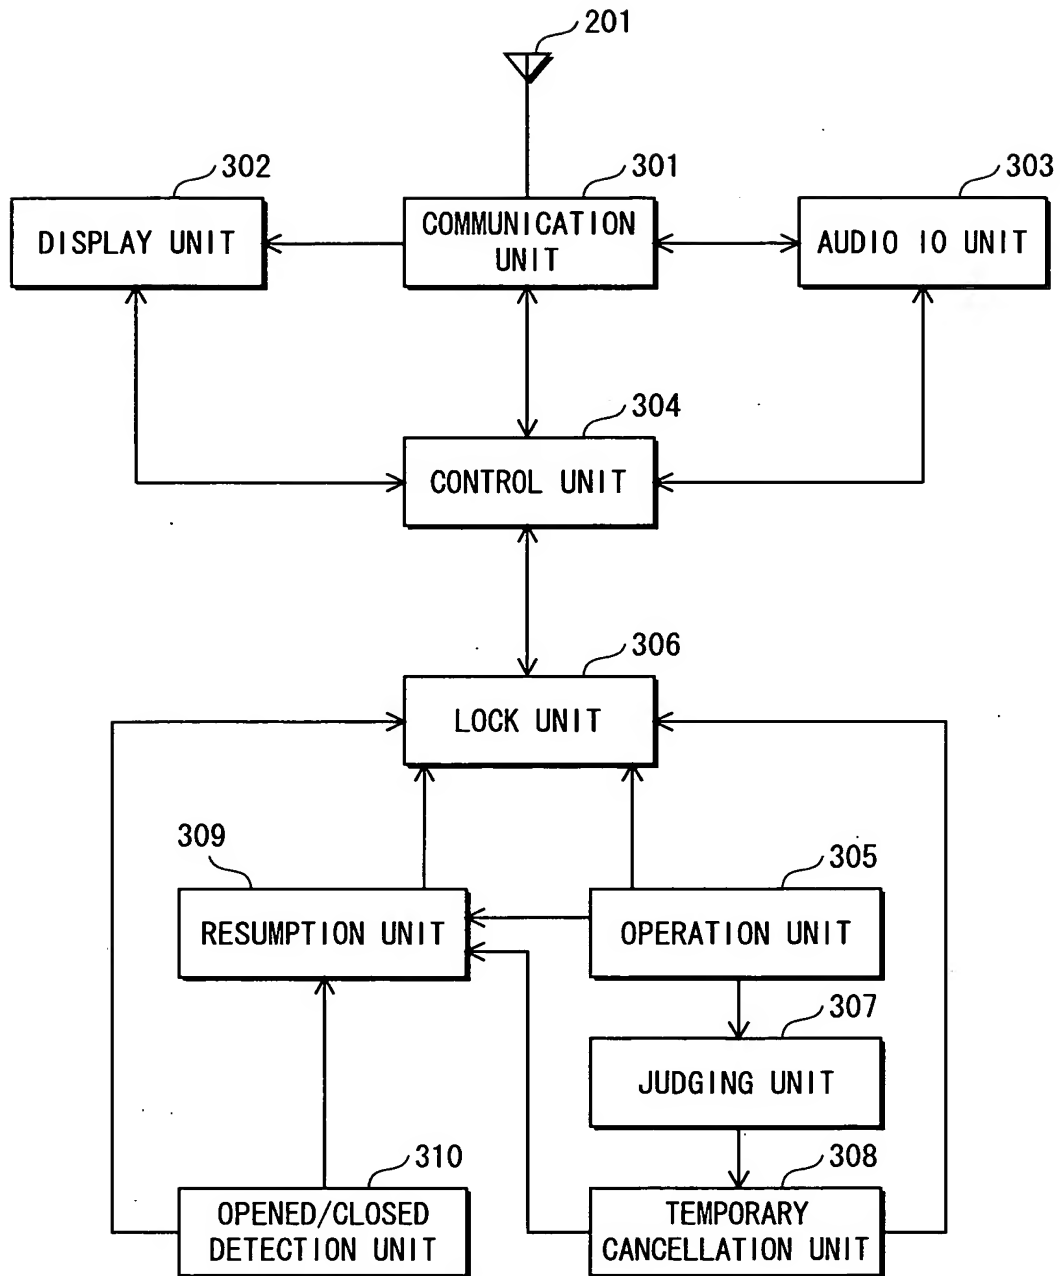 201
302
301
303
DISPLAY UNIT
COMMUNICATION
UNIT
AUDIO IO UNIT
304
CONTROL UNIT
306
LOCK UNIT
309
305
RESUMPTION UNIT
OPERATION UNIT
307
JUDGING UNIT
310
308
OPENED/CLOSED
DETECTION UNIT
TEMPORARY
CANCELLATION UNIT